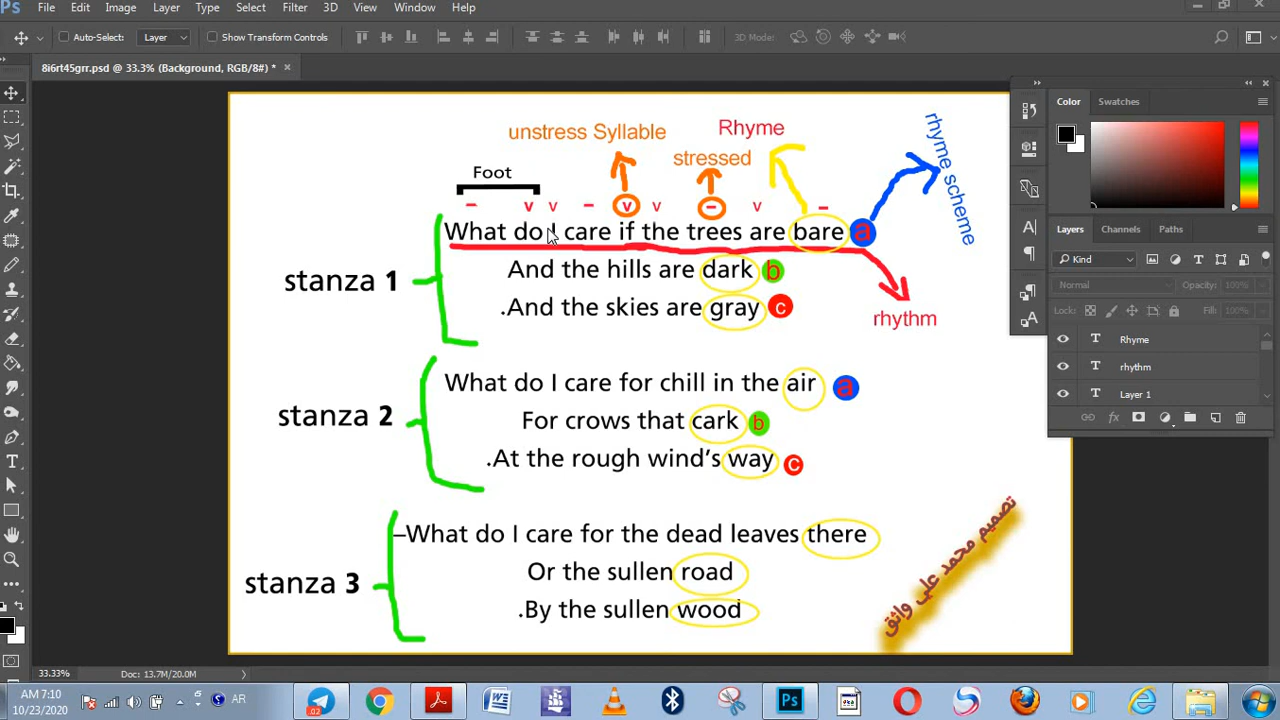 Ps File Edit Image Layer Type Select Filter 3D View Window Help
Auto-Select: Layer Show Transform Controls 3D Mode:
8i6rt45grr.psd @ 33.3% (Background, RGB/8#) *
unstress Syllable
Rhyme
stressed
Foot
rhyme scheme
– v v – v v – v –
What do I care if the trees are bare a
And the hills are dark b
.And the skies are gray c
stanza 1
rhythm
What do I care for chill in the air a
For crows that cark b
.At the rough wind's way c
stanza 2
–What do I care for the dead leaves there
Or the sullen road
.By the sullen wood
stanza 3
تصميم محمد علي واثق
Color Swatches
Layers Channels Paths
Kind
Normal Opacity: 100%
Lock: Fill: 100%
T Rhyme
T rhythm
T Layer 1
33.33% Doc: 13.7M/20.0M
AM 7:10
10/23/2020
AR
02
Ps